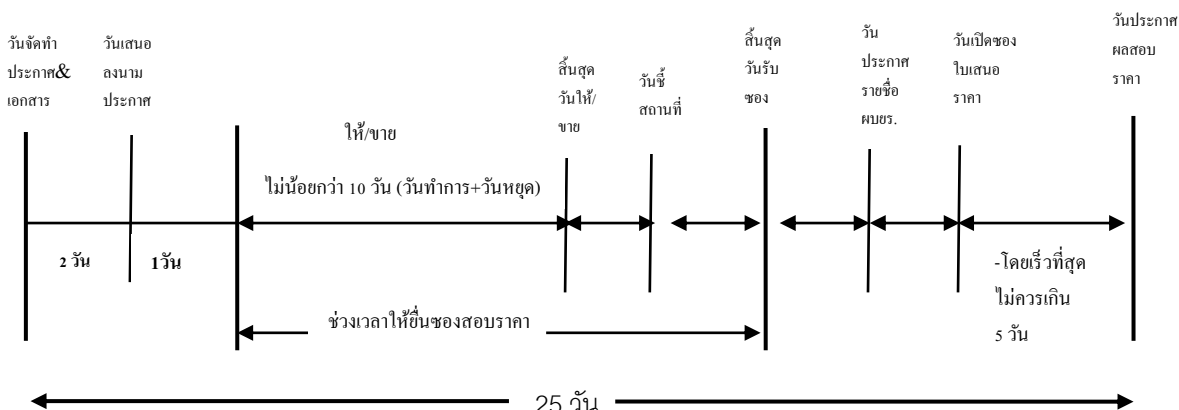 วันจัดทำ
ประกาศ&
เอกสาร
วันเสนอ
ลงนาม
ประกาศ
ให้/ขาย
ไม่น้อยกว่า 10 วัน (วันทำการ+วันหยุด)
สิ้นสุด
วันให้/
ขาย
วันชี้
สถานที่
สิ้นสุด
วันรับ
ซอง
วัน
ประกาศ
รายชื่อ
ผบยร.
วันเปิดซอง
ใบเสนอ
ราคา
วันประกาศ
ผลสอบ
ราคา
2 วัน
1วัน
-โดยเร็วที่สุด
ไม่ควรเกิน
5 วัน
ช่วงเวลาให้ยื่นซองสอบราคา
25 วัน